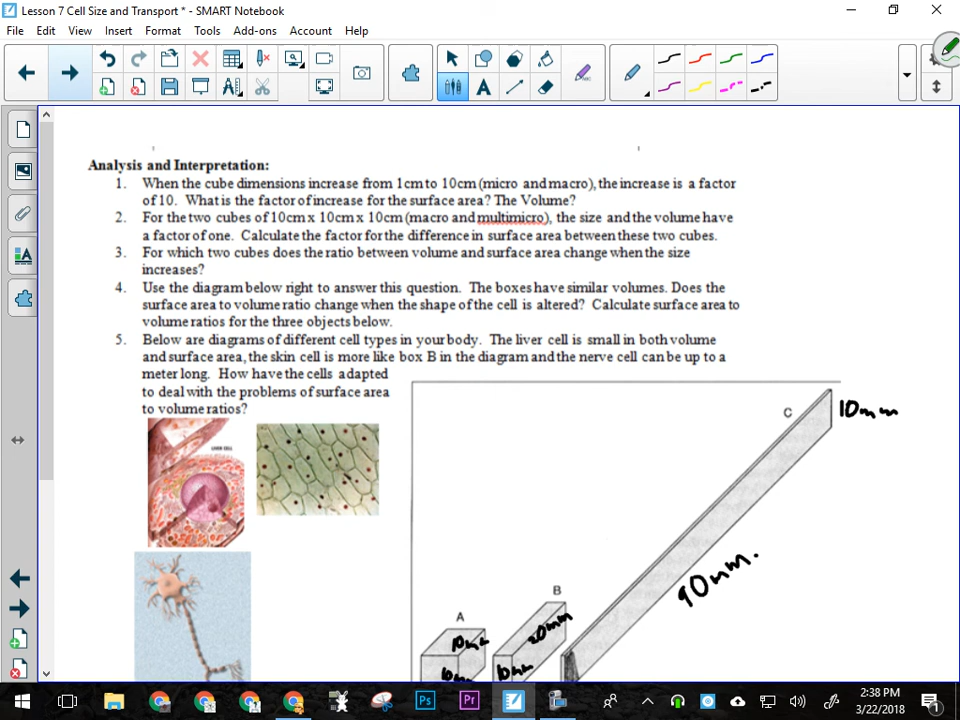 Lesson 7 Cell Size and Transport * - SMART Notebook
File Edit View Insert Format Tools Add-ons Account Help
Analysis and Interpretation:
1. When the cube dimensions increase from 1cm to 10cm (micro and macro), the increase is a factor
of 10. What is the factor of increase for the surface area? The Volume?
2. For the two cubes of 10cm x 10cm x 10cm (macro and multimicro), the size and the volume have
a factor of one. Calculate the factor for the difference in surface area between these two cubes.
3. For which two cubes does the ratio between volume and surface area change when the size
increases?
4. Use the diagram below right to answer this question. The boxes have similar volumes. Does the
surface area to volume ratio change when the shape of the cell is altered? Calculate surface area to
volume ratios for the three objects below.
5. Below are diagrams of different cell types in your body. The liver cell is small in both volume
and surface area, the skin cell is more like box B in the diagram and the nerve cell can be up to a
meter long. How have the cells adapted
to deal with the problems of surface area
to volume ratios?
LIVER CELL
C
10mm
90mm.
B
20mm
A
Ps
Pr
2:38 PM
3/22/2018
1